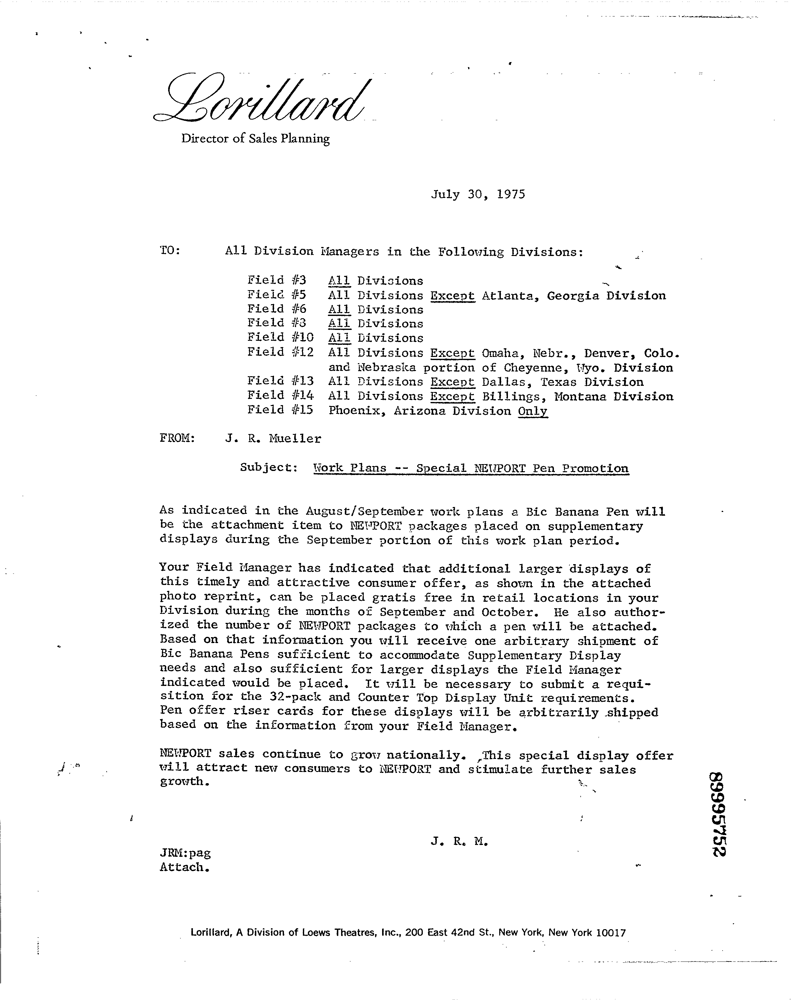 Lorillard
Director of Sales Planning
July 30, 1975
TO: All Division Managers in the Following Divisions:
Field #3 All Divisions
Field #5 All Divisions Except Atlanta, Georgia Division
Field #6 All Divisions
Field #8 All Divisions
Field #10 All Divisions
Field #12 All Divisions Except Omaha, Nebr., Denver, Colo.
and Nebraska portion of Cheyenne, Wyo. Division
Field #13 All Divisions Except Dallas, Texas Division
Field #14 All Divisions Except Billings, Montana Division
Field #15 Phoenix, Arizona Division Only
FROM: J. R. Mueller
Subject: Work Plans -- Special NEWPORT Pen Promotion
As indicated in the August/September work plans a Bic Banana Pen will
be the attachment item to NEWPORT packages placed on supplementary
displays during the September portion of this work plan period.
Your Field Manager has indicated that additional larger displays of
this timely and attractive consumer offer, as shown in the attached
photo reprint, can be placed gratis free in retail locations in your
Division during the months of September and October. He also author-
ized the number of NEWPORT packages to which a pen will be attached.
Based on that information you will receive one arbitrary shipment of
Bic Banana Pens sufficient to accommodate Supplementary Display
needs and also sufficient for larger displays the Field Manager
indicated would be placed. It will be necessary to submit a requi-
sition for the 32-pack and Counter Top Display Unit requirements.
Pen offer riser cards for these displays will be arbitrarily shipped
based on the information from your Field Manager.
NEWPORT sales continue to grow nationally. This special display offer
will attract new consumers to NEWPORT and stimulate further sales
growth.
J. R. M.
JRM:pag
Attach.
89995752
Lorillard, A Division of Loews Theatres, Inc., 200 East 42nd St., New York, New York 10017